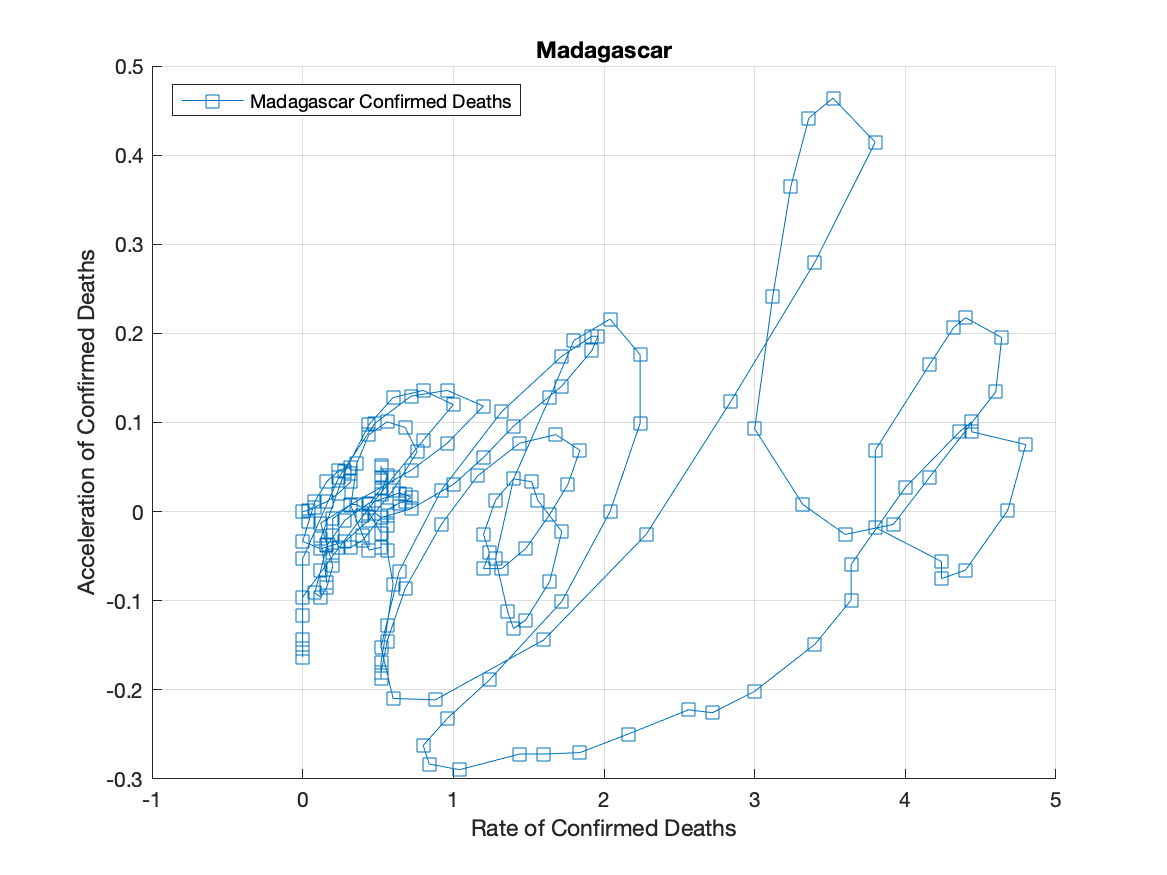 Madagascar
Madagascar Confirmed Deaths
Acceleration of Confirmed Deaths
0.5
0.4
0.3
0.2
0.1
0
-0.1
-0.2
-0.3
-1 0 1 2 3 4 5
Rate of Confirmed Deaths